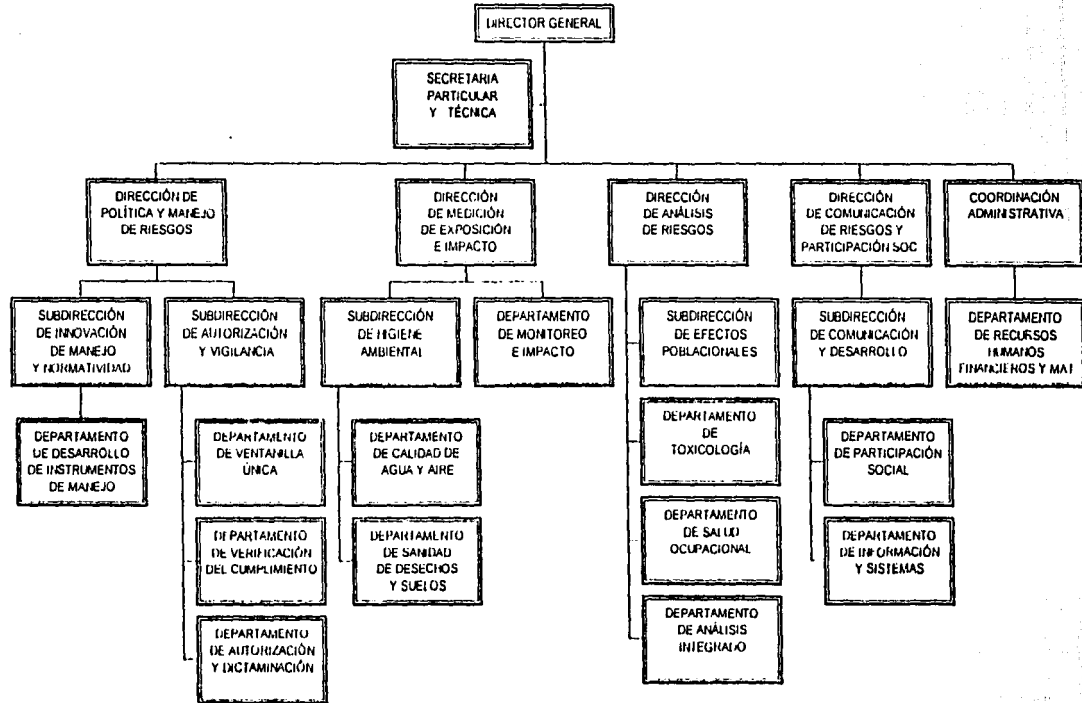 DIRECTOR GENERAL
SECRETARIA
PARTICULAR
Y TÉCNICA
DIRECCIÓN DE
POLÍTICA Y MANEJO
DE RIESGOS
DIRECCIÓN
DE MEDICIÓN
DE EXPOSICIÓN
E IMPACTO
DIRECCIÓN
DE ANÁLISIS
DE RIESGOS
DIRECCIÓN
DE COMUNICACIÓN
DE RIESGOS Y
PARTICIPACIÓN SOC
COORDINACIÓN
ADMINISTRATIVA
SUBDIRECCIÓN
DE INNOVACIÓN
DE MANEJO
Y NORMATIVIDAD
SUBDIRECCIÓN
DE AUTORIZACIÓN
Y VIGILANCIA
SUBDIRECCIÓN
DE HIGIENE
AMBIENTAL
DEPARTAMENTO
DE MONITOREO
E IMPACTO
SUBDIRECCIÓN
DE EFECTOS
POBLACIONALES
SUBDIRECCIÓN
DE COMUNICACIÓN
Y DESARROLLO
DEPARTAMENTO
DE RECURSOS
HUMANOS
FINANCIEROS Y MAT
DEPARTAMENTO
DE DESARROLLO
DE INSTRUMENTOS
DE MANEJO
DEPARTAMENTO
DE VENTANILLA
ÚNICA
DEPARTAMENTO
DE CALIDAD DE
AGUA Y AIRE
DEPARTAMENTO
DE
TOXICOLOGÍA
DEPARTAMENTO
DE PARTICIPACIÓN
SOCIAL
DEPARTAMENTO
DE VERIFICACIÓN
DEL CUMPLIMIENTO
DEPARTAMENTO
DE SANIDAD
DE DESECHOS
Y SUELOS
DEPARTAMENTO
DE SALUD
OCUPACIONAL
DEPARTAMENTO
DE INFORMACIÓN
Y SISTEMAS
DEPARTAMENTO
DE AUTORIZACIÓN
Y DICTAMINACIÓN
DEPARTAMENTO
DE ANÁLISIS
INTEGRADO